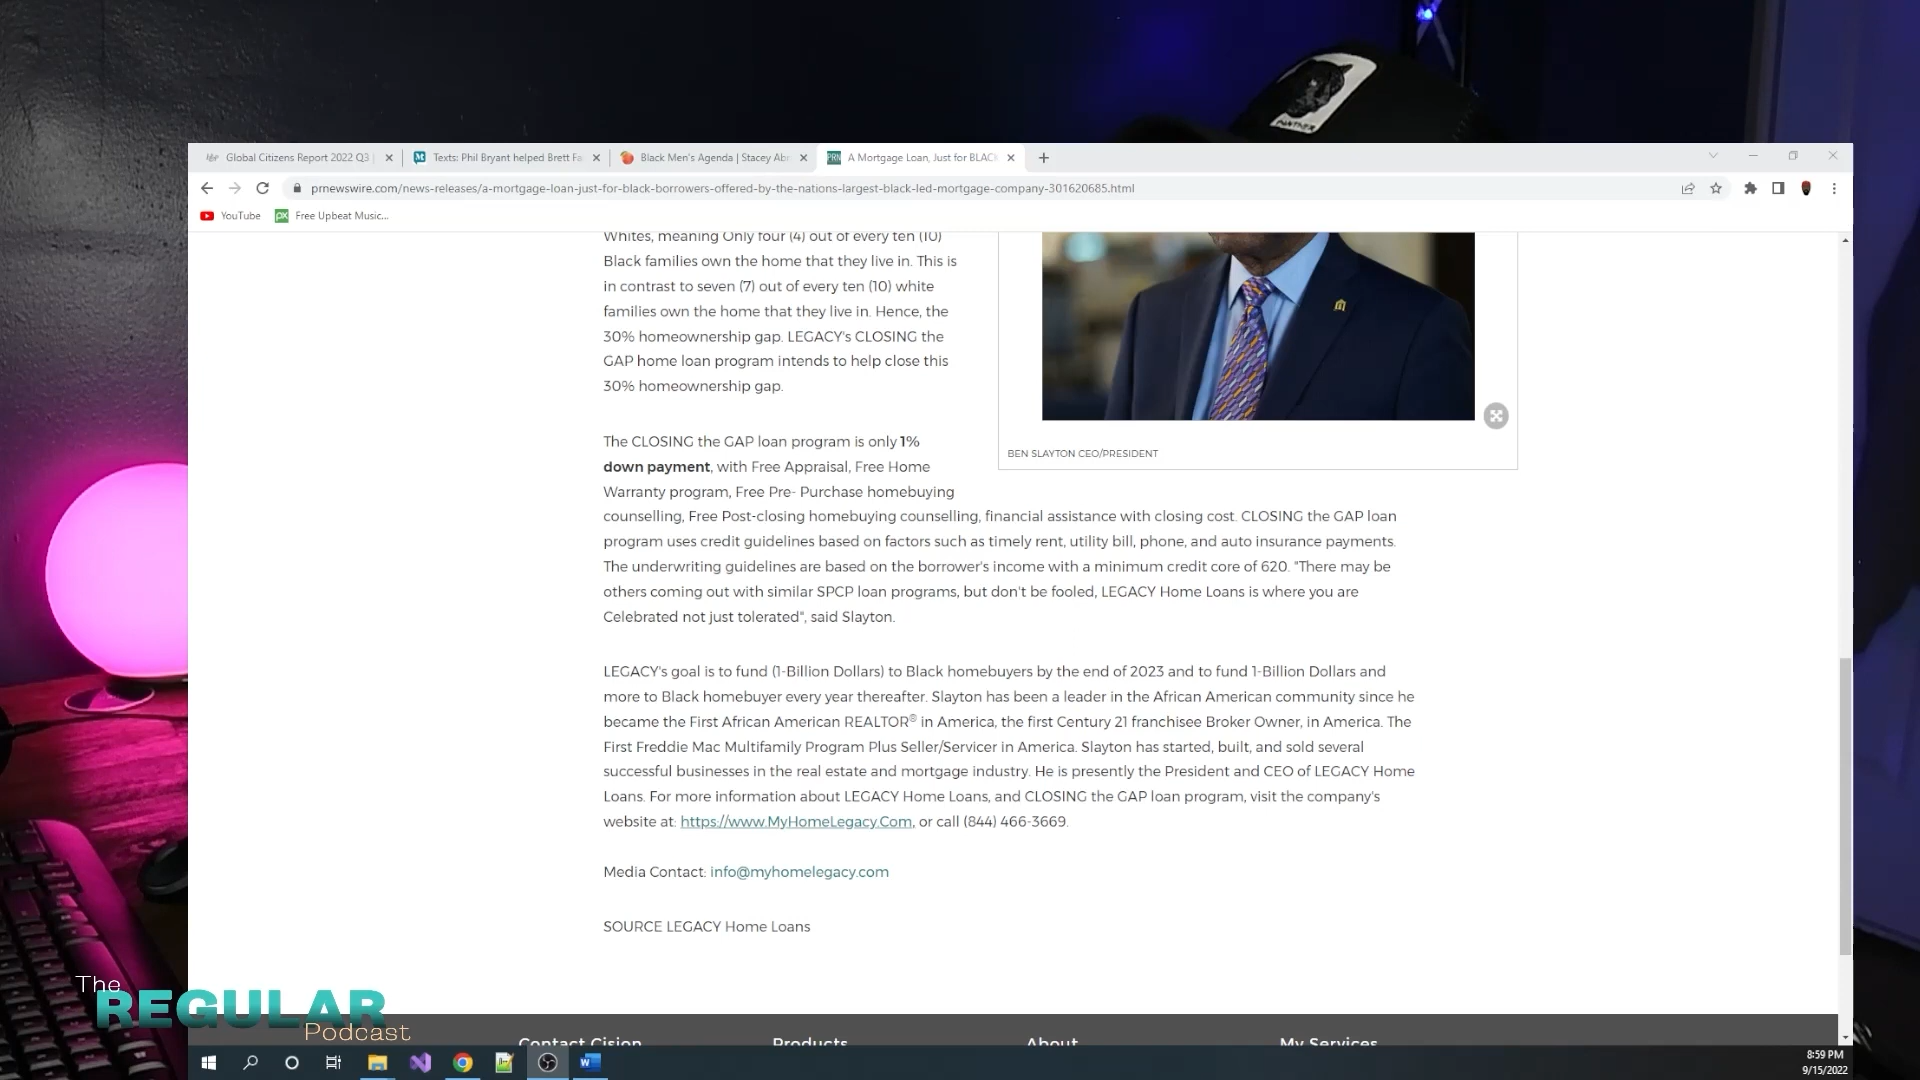 PANTHER
Global Citizens Report 2022 Q3
Texts: Phil Bryant helped Brett Fa
Black Men's Agenda | Stacey Abr
PRN A Mortgage Loan, Just for BLAC
prnewswire.com/news-releases/a-mortgage-loan-just-for-black-borrowers-offered-by-the-nations-largest-black-led-mortgage-company-301620685.html
YouTube
Free Upbeat Music...
Whites, meaning Only four (4) out of every ten (10)
Black families own the home that they live in. This is
in contrast to seven (7) out of every ten (10) white
families own the home that they live in. Hence, the
30% homeownership gap. LEGACY's CLOSING the
GAP home loan program intends to help close this
30% homeownership gap.
BEN SLAYTON CEO/PRESIDENT
The CLOSING the GAP loan program is only 1%
down payment, with Free Appraisal, Free Home
Warranty program, Free Pre- Purchase homebuying
counselling, Free Post-closing homebuying counselling, financial assistance with closing cost. CLOSING the GAP loan
program uses credit guidelines based on factors such as timely rent, utility bill, phone, and auto insurance payments.
The underwriting guidelines are based on the borrower's income with a minimum credit core of 620. "There may be
others coming out with similar SPCP loan programs, but don't be fooled, LEGACY Home Loans is where you are
Celebrated not just tolerated", said Slayton.
LEGACY's goal is to fund (1-Billion Dollars) to Black homebuyers by the end of 2023 and to fund 1-Billion Dollars and
more to Black homebuyer every year thereafter. Slayton has been a leader in the African American community since he
became the First African American REALTOR® in America, the first Century 21 franchisee Broker Owner, in America. The
First Freddie Mac Multifamily Program Plus Seller/Servicer in America. Slayton has started, built, and sold several
successful businesses in the real estate and mortgage industry. He is presently the President and CEO of LEGACY Home
Loans. For more information about LEGACY Home Loans, and CLOSING the GAP loan program, visit the company's
website at: https://www.MyHomeLegacy.Com, or call (844) 466-3669.
Media Contact: info@myhomelegacy.com
SOURCE LEGACY Home Loans
The
REGULAR
Podcast
Contact Cision
Products
About
My Services
8:59 PM
9/15/2022